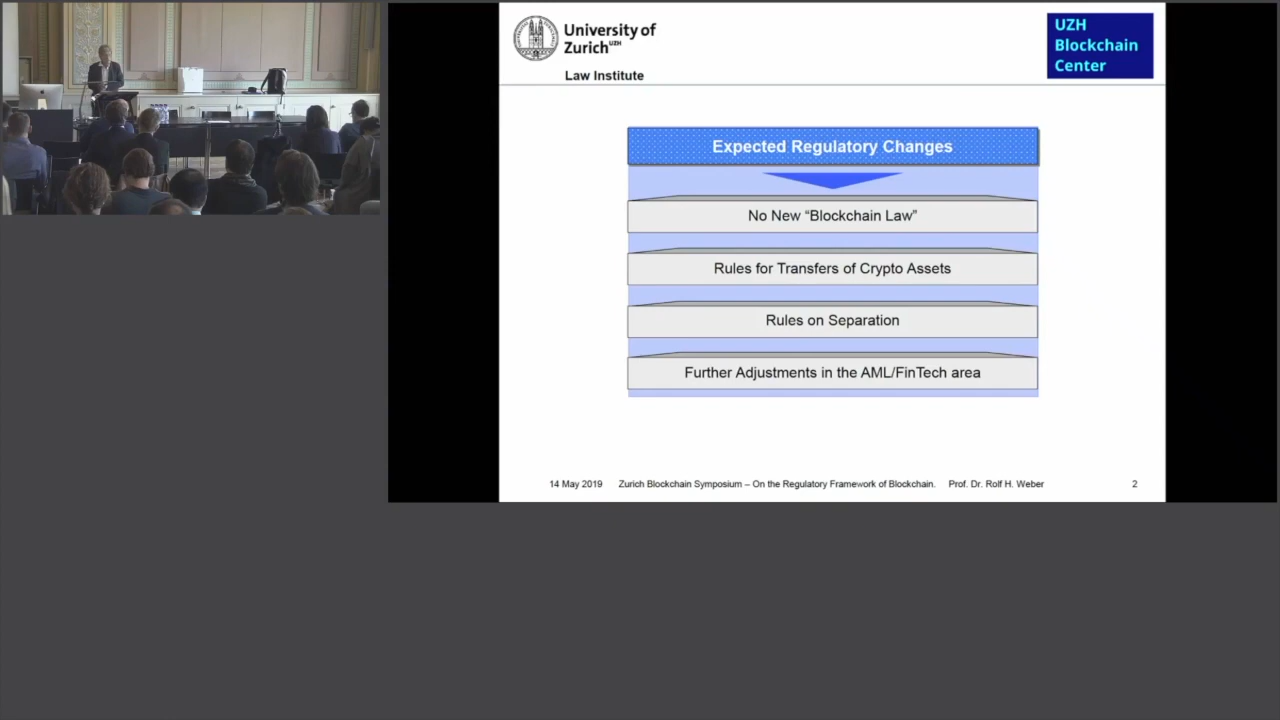 University of
Zurich UZH
Law Institute
UZH
Blockchain
Center
Expected Regulatory Changes
No New “Blockchain Law”
Rules for Transfers of Crypto Assets
Rules on Separation
Further Adjustments in the AML/FinTech area
14 May 2019 Zurich Blockchain Symposium – On the Regulatory Framework of Blockchain. Prof. Dr. Rolf H. Weber 2